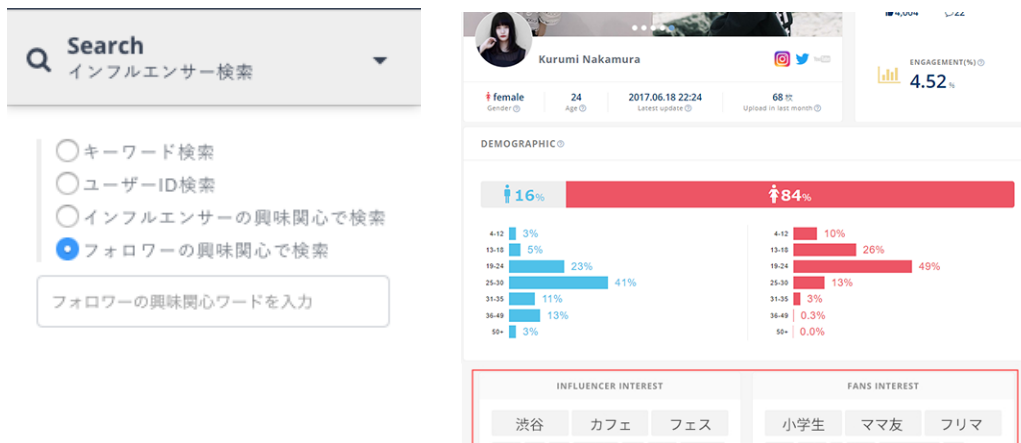 Search
インフルエンサー検索
キーワード検索
ユーザーID検索
インフルエンサーの興味関心で検索
フォロワーの興味関心で検索
フォロワーの興味関心ワードを入力
22
Kurumi Nakamura
female
Gender
24
Age
2017.06.18 22:24
Latest update
68 枚
Upload in last month
ENGAGEMENT(%)
4.52 %
DEMOGRAPHIC
16%
84%
4-12 3%
13-18 5%
19-24 23%
25-30 41%
31-35 11%
36-49 13%
50+ 3%
4-12 10%
13-18 26%
19-24 49%
25-30 13%
31-35 3%
36-49 0.3%
50+ 0.0%
INFLUENCER INTEREST
渋谷 カフェ フェス
FANS INTEREST
小学生 ママ友 フリマ